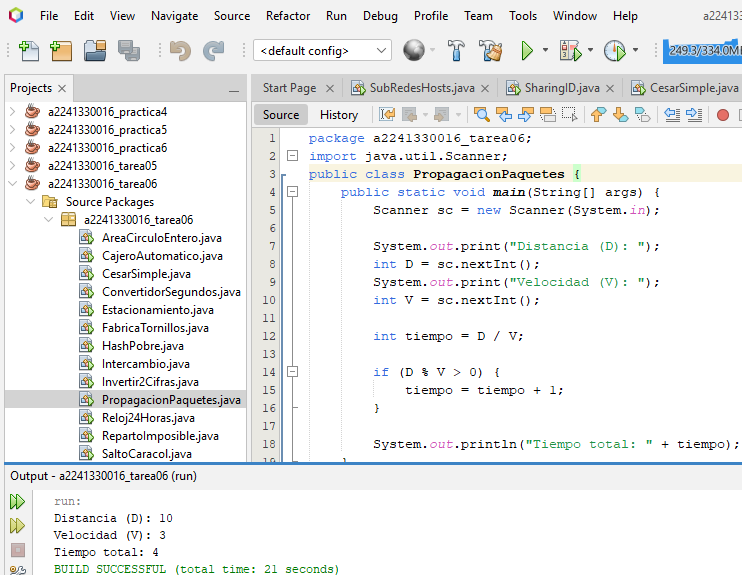 File Edit View Navigate Source Refactor Run Debug Profile Team Tools Window Help a224133001
<default config> 249.3/334.0MB
Projects Start Page SubRedesHosts.java SharingID.java CesarSimple.java
a2241330016_practica4
a2241330016_practica5
a2241330016_practica6
a2241330016_tarea05
a2241330016_tarea06
Source Packages
a2241330016_tarea06
AreaCirculoEntero.java
CajeroAutomatico.java
CesarSimple.java
ConvertidorSegundos.java
Estacionamiento.java
FabricaTornillos.java
HashPobre.java
Intercambio.java
Invertir2Cifras.java
PropagacionPaquetes.java
Reloj24Horas.java
RepartoImposible.java
SaltoCaracol.java
Source History
1 package a2241330016_tarea06;
2 import java.util.Scanner;
3 public class PropagacionPaquetes {
4 public static void main(String[] args) {
5 Scanner sc = new Scanner(System.in);
6
7 System.out.print("Distancia (D): ");
8 int D = sc.nextInt();
9 System.out.print("Velocidad (V): ");
10 int V = sc.nextInt();
11
12 int tiempo = D / V;
13
14 if (D % V > 0) {
15 tiempo = tiempo + 1;
16 }
17
18 System.out.println("Tiempo total: " + tiempo);
19 }
Output - a2241330016_tarea06 (run)
run:
Distancia (D): 10
Velocidad (V): 3
Tiempo total: 4
BUILD SUCCESSFUL (total time: 21 seconds)